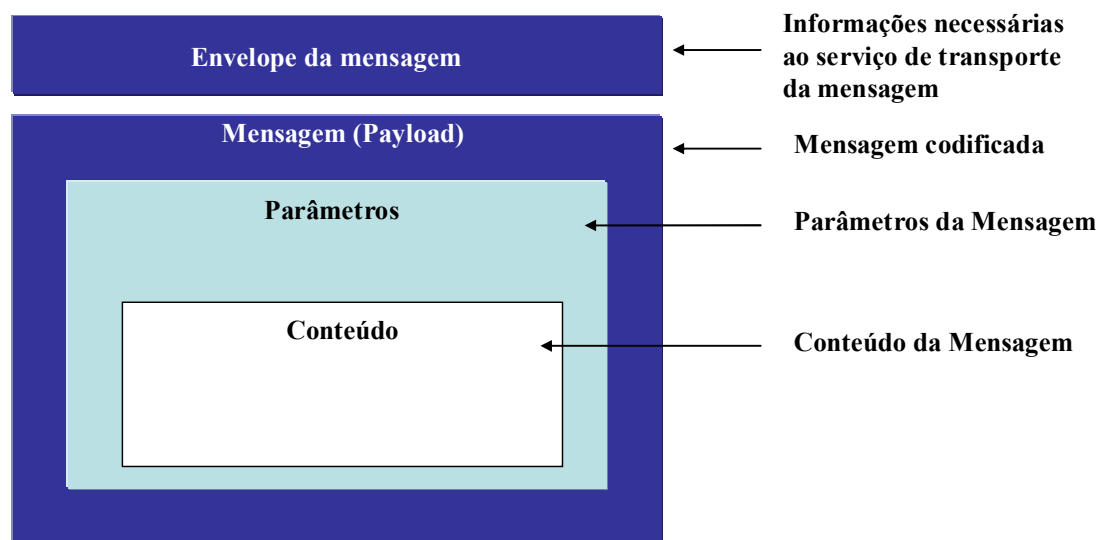 Envelope da mensagem
Informações necessárias
ao serviço de transporte
da mensagem
Mensagem (Payload)
Mensagem codificada
Parâmetros
Parâmetros da Mensagem
Conteúdo
Conteúdo da Mensagem